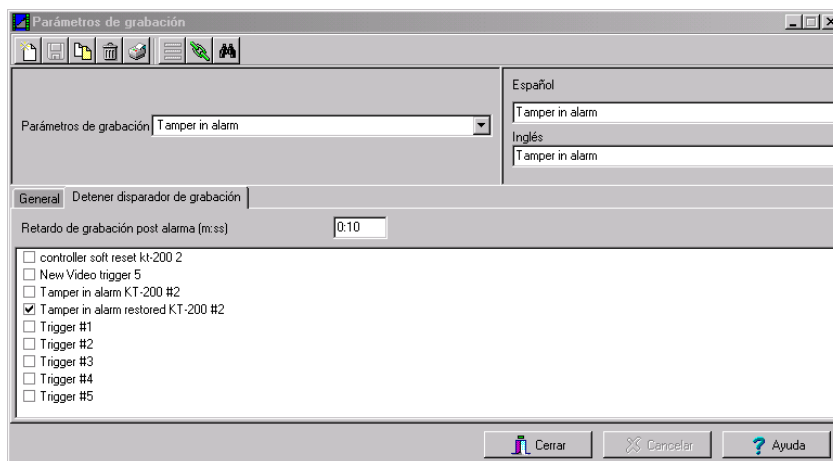 Parámetros de grabación
Español
Parámetros de grabación Tamper in alarm
Tamper in alarm
Inglés
Tamper in alarm
General Detener disparador de grabación
Retardo de grabación post alarma (m:ss) 0:10
controller soft reset kt-200 2
New Video trigger 5
Tamper in alarm KT-200 #2
Tamper in alarm restored KT-200 #2
Trigger #1
Trigger #2
Trigger #3
Trigger #4
Trigger #5
Cerrar Cancelar Ayuda